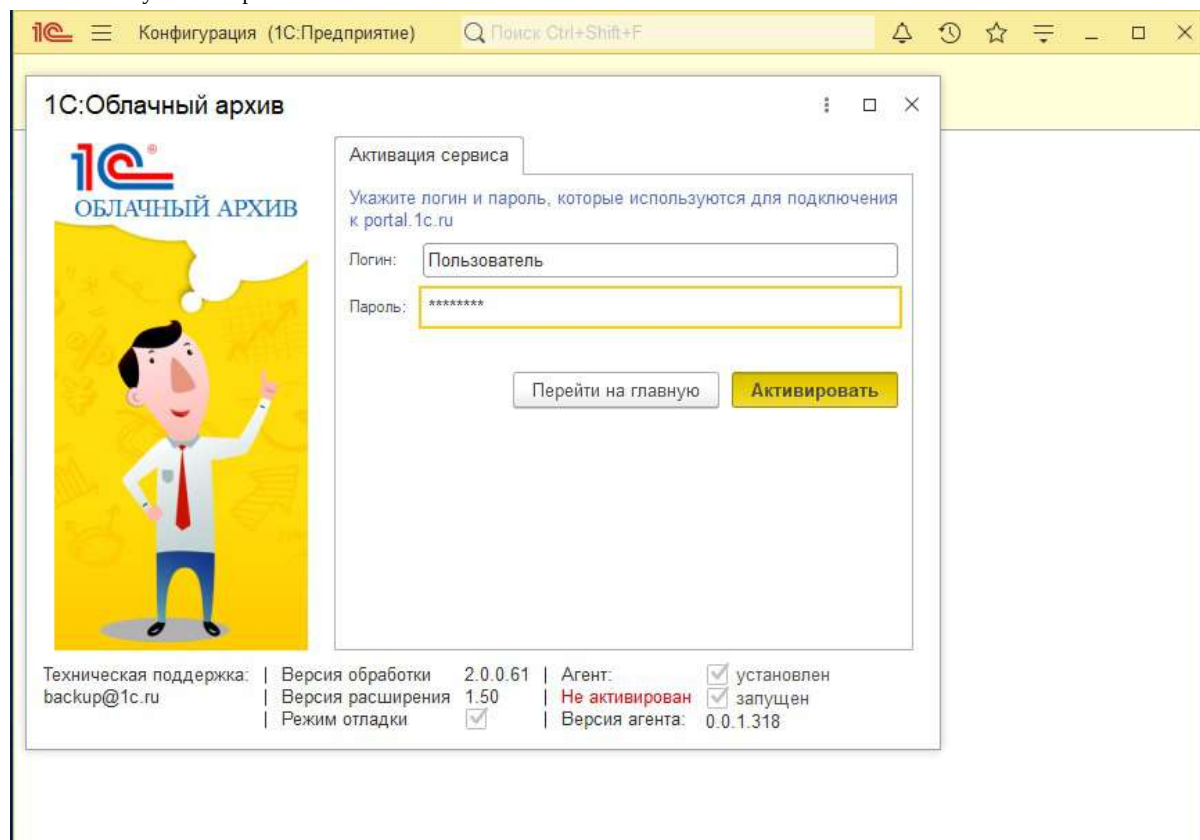 1С Конфигурация (1С:Предприятие) Поиск Ctrl+Shift+F
1С:Облачный архив
1С®
ОБЛАЧНЫЙ АРХИВ
Активация сервиса
Укажите логин и пароль, которые используются для подключения
к portal.1c.ru
Логин: Пользователь
Пароль: ********
Перейти на главную Активировать
Техническая поддержка: | Версия обработки 2.0.0.61 | Агент: установлен
backup@1c.ru | Версия расширения 1.50 | Не активирован запущен
| Режим отладки | Версия агента: 0.0.1.318